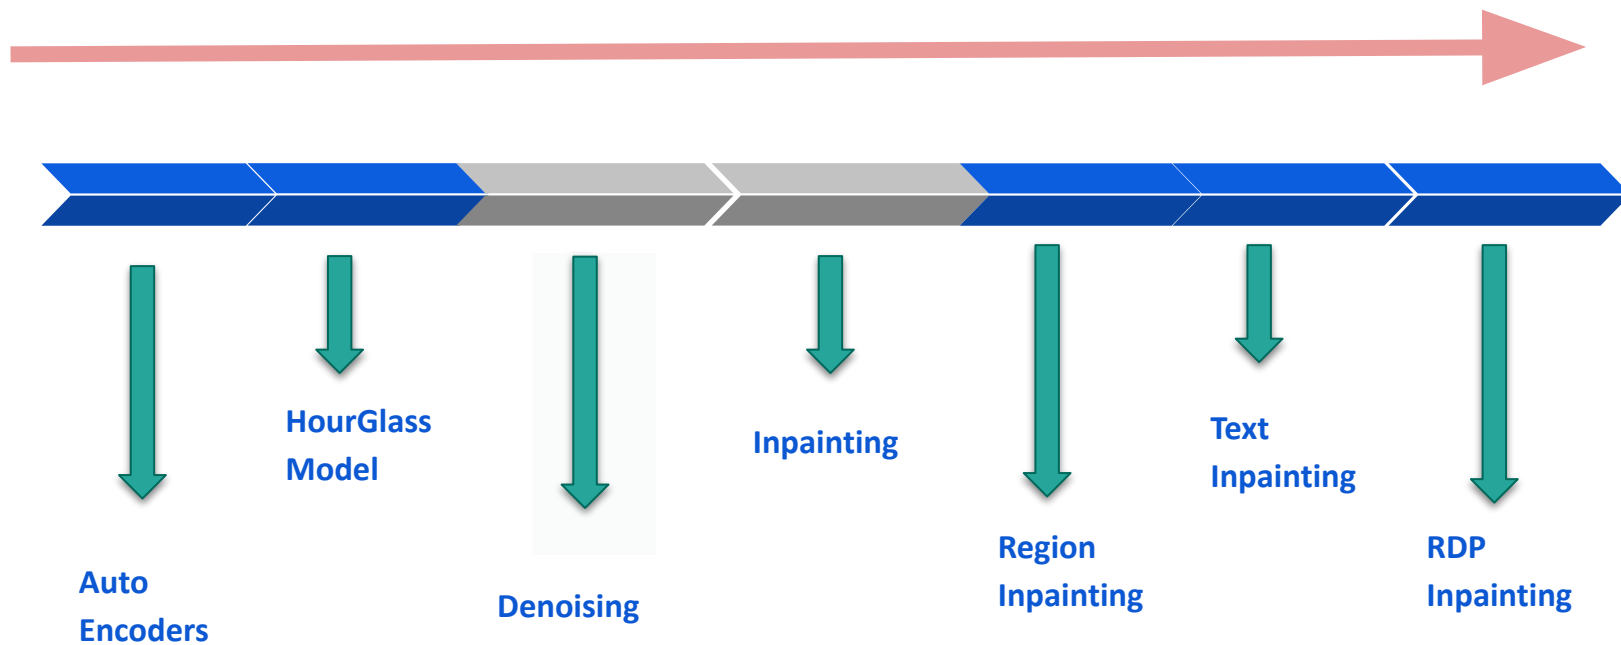 Auto
Encoders
HourGlass
Model
Denoising
Inpainting
Region
Inpainting
Text
Inpainting
RDP
Inpainting